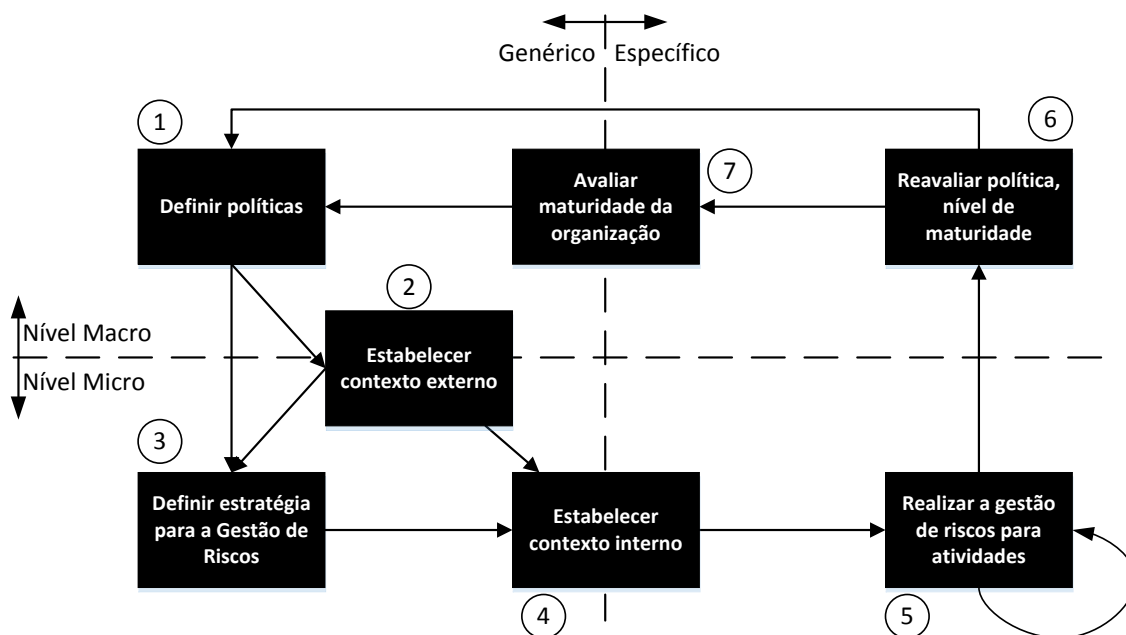 Genérico
Específico
1
6
Definir políticas
Avaliar
maturidade da
organização
7
Reavaliar política,
nível de
maturidade
2
Nível Macro
Nível Micro
Estabelecer
contexto externo
3
Definir estratégia
para a Gestão de
Riscos
Estabelecer
contexto interno
Realizar a gestão
de riscos para
atividades
4
5